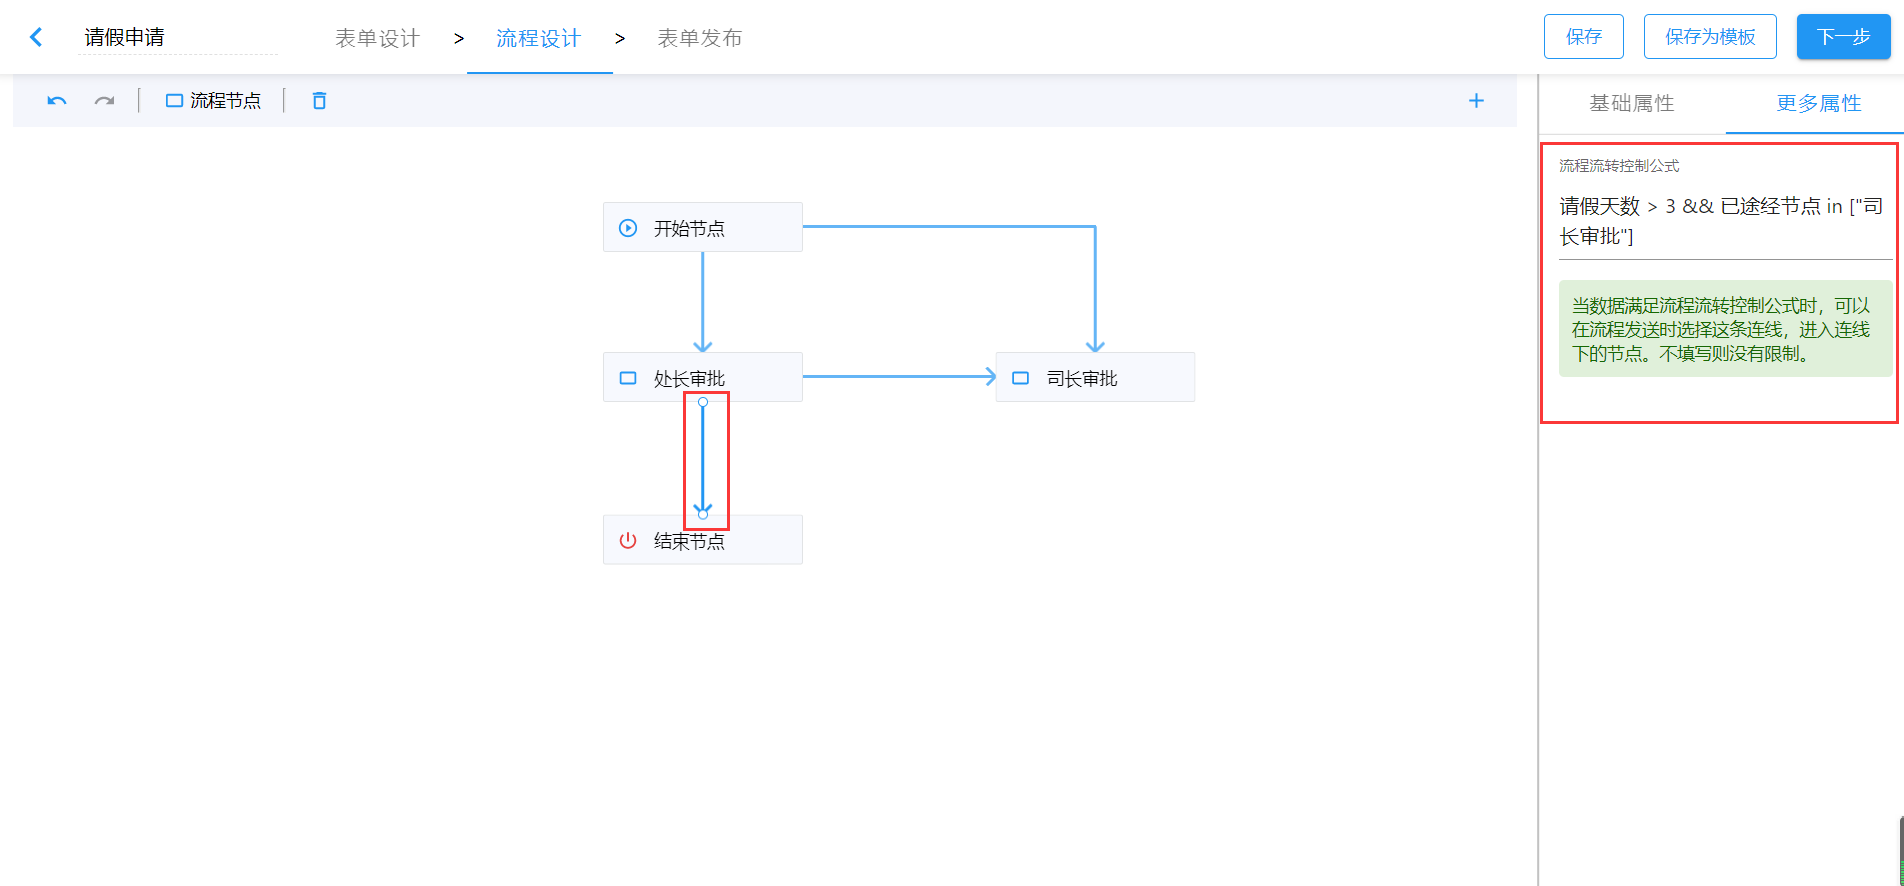 请假申请
表单设计 > 流程设计 > 表单发布
保存
保存为模板
下一步
流程节点
基础属性
更多属性
流程流转控制公式
请假天数 > 3 && 已途经节点 in ["司
长审批"]
当数据满足流程流转控制公式时，可以
在流程发送时选择这条连线，进入连线
下的节点。不填写则没有限制。
开始节点
处长审批
司长审批
结束节点